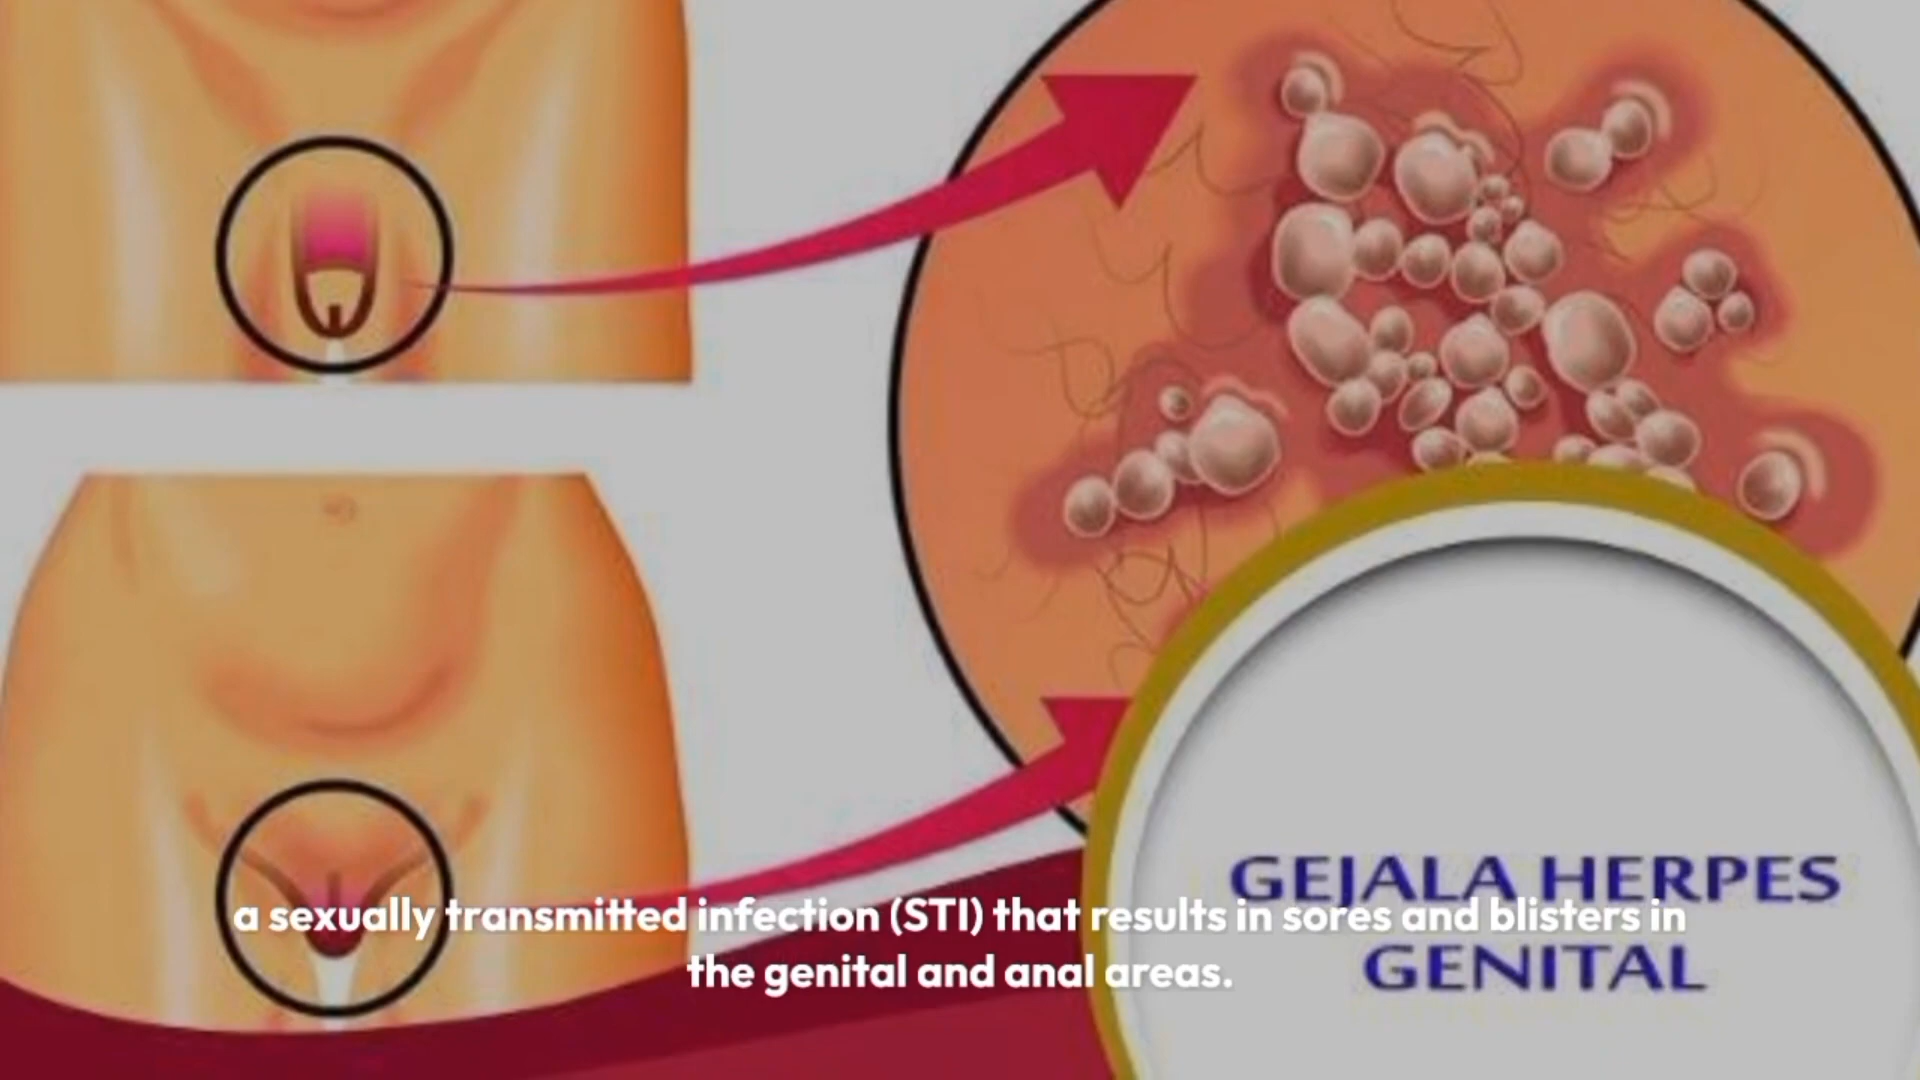 GEJALA HERPES
GENITAL
a sexually transmitted infection (STI) that results in sores and blisters in
the genital and anal areas.